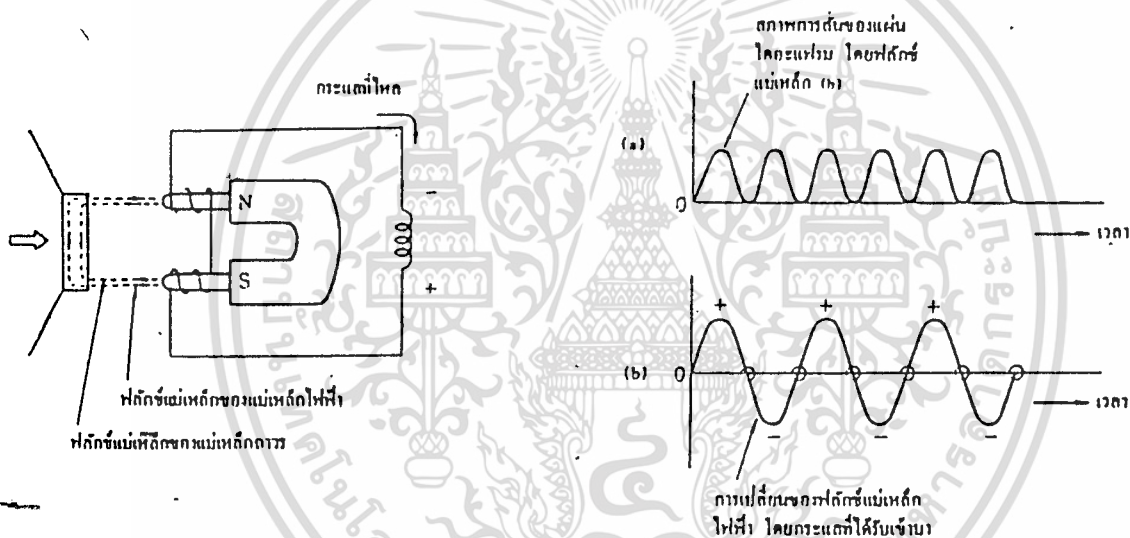 กระแสที่ไหล
N
S
-
+
ฟลักซ์แม่เหล็กของแม่เหล็กไฟฟ้า
ฟลักซ์แม่เหล็กของแม่เหล็กถาวร
สภาพการสั่นของแผ่น
ไดอะแฟรม โดยฟลักซ์
แม่เหล็ก (b)
(a)
0
เวลา
+ + +
(b) 0
เวลา
- - -
การเปลี่ยนของฟลักซ์แม่เหล็ก
ไฟฟ้า โดยกระแสที่ได้รับเข้ามา